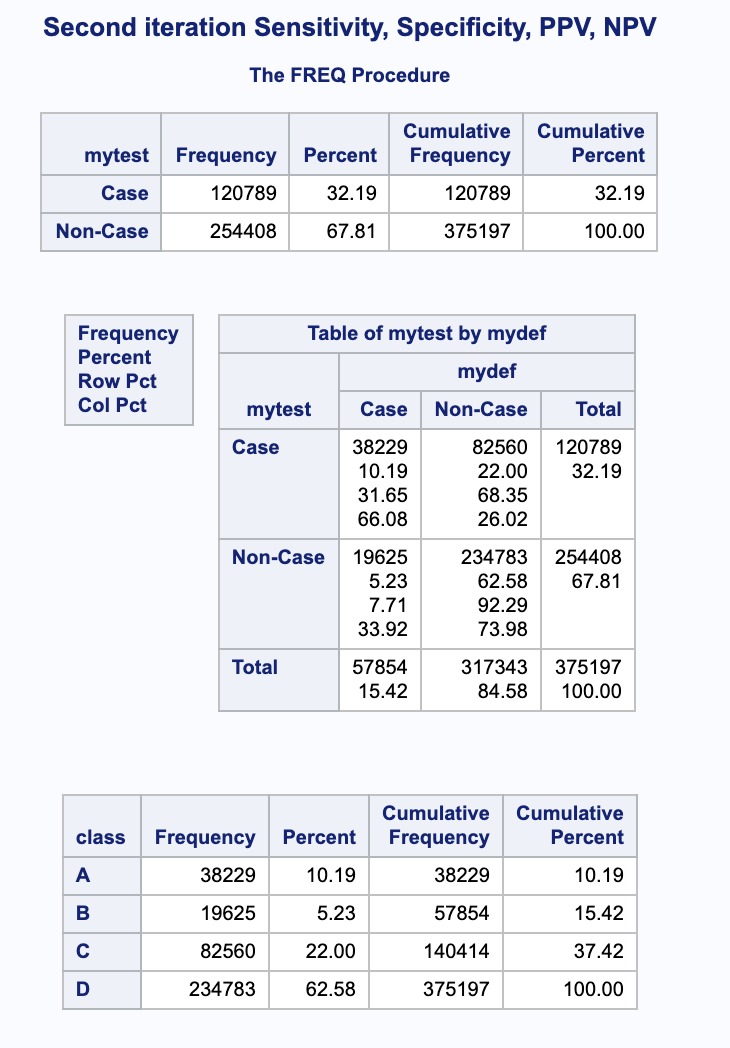 Second iteration Sensitivity, Specificity, PPV, NPV
The FREQ Procedure
mytest Frequency Percent Cumulative Frequency Cumulative Percent
Case 120789 32.19 120789 32.19
Non-Case 254408 67.81 375197 100.00
Frequency
Percent
Row Pct
Col Pct
Table of mytest by mydef
mydef
mytest Case Non-Case Total
Case 38229 82560 120789
10.19 22.00 32.19
31.65 68.35
66.08 26.02
Non-Case 19625 234783 254408
5.23 62.58 67.81
7.71 92.29
33.92 73.98
Total 57854 317343 375197
15.42 84.58 100.00
class Frequency Percent Cumulative Frequency Cumulative Percent
A 38229 10.19 38229 10.19
B 19625 5.23 57854 15.42
C 82560 22.00 140414 37.42
D 234783 62.58 375197 100.00